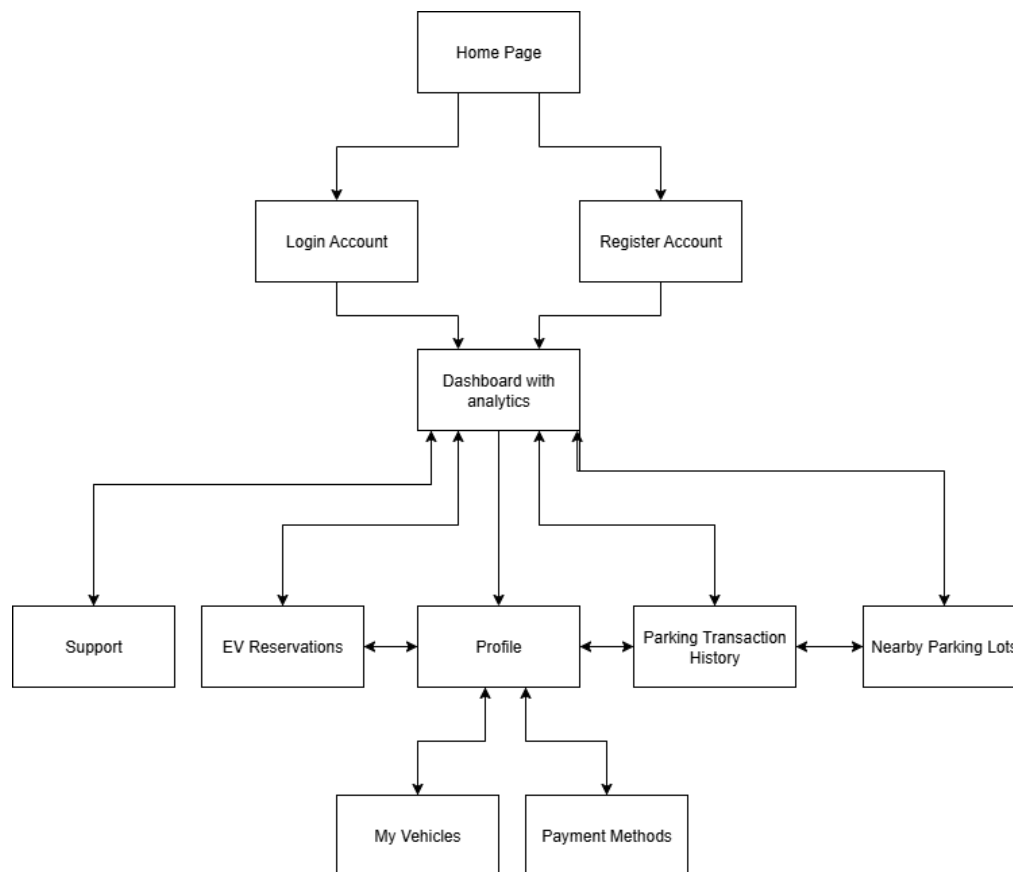 Home Page
Login Account
Register Account
Dashboard with
analytics
Support
EV Reservations
Profile
Parking Transaction
History
Nearby Parking Lots
My Vehicles
Payment Methods